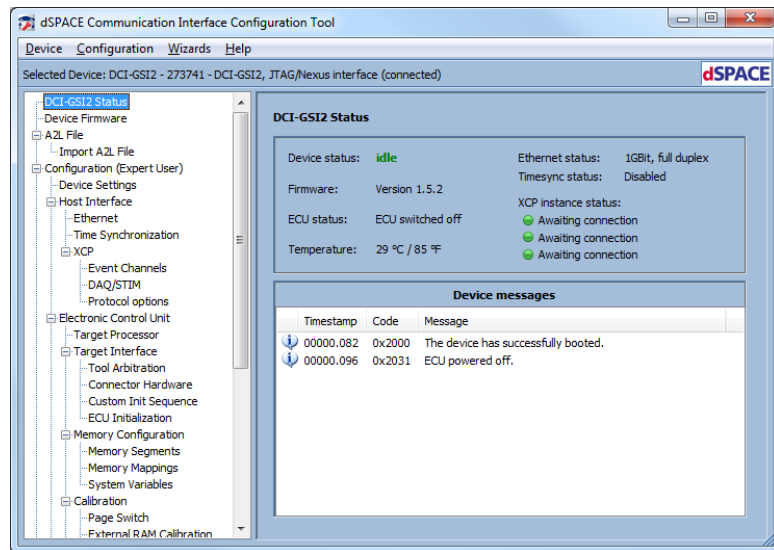 dSPACE Communication Interface Configuration Tool
Device Configuration Wizards Help
Selected Device: DCI-GSI2 - 273741 - DCI-GSI2, JTAG/Nexus interface (connected)
dSPACE
DCI-GSI2 Status
Device Firmware
A2L File
Import A2L File
Configuration (Expert User)
Device Settings
Host Interface
Ethernet
Time Synchronization
XCP
Event Channels
DAQ/STIM
Protocol options
Electronic Control Unit
Target Processor
Target Interface
Tool Arbitration
Connector Hardware
Custom Init Sequence
ECU Initialization
Memory Configuration
Memory Segments
Memory Mappings
System Variables
Calibration
Page Switch
External RAM Calibration
DCI-GSI2 Status
Device status: idle
Firmware: Version 1.5.2
ECU status: ECU switched off
Temperature: 29 °C / 85 °F
Ethernet status: 1GBit, full duplex
Timesync status: Disabled
XCP instance status:
Awaiting connection
Awaiting connection
Awaiting connection
Device messages
Timestamp Code Message
00000.082 0x2000 The device has successfully booted.
00000.096 0x2031 ECU powered off.